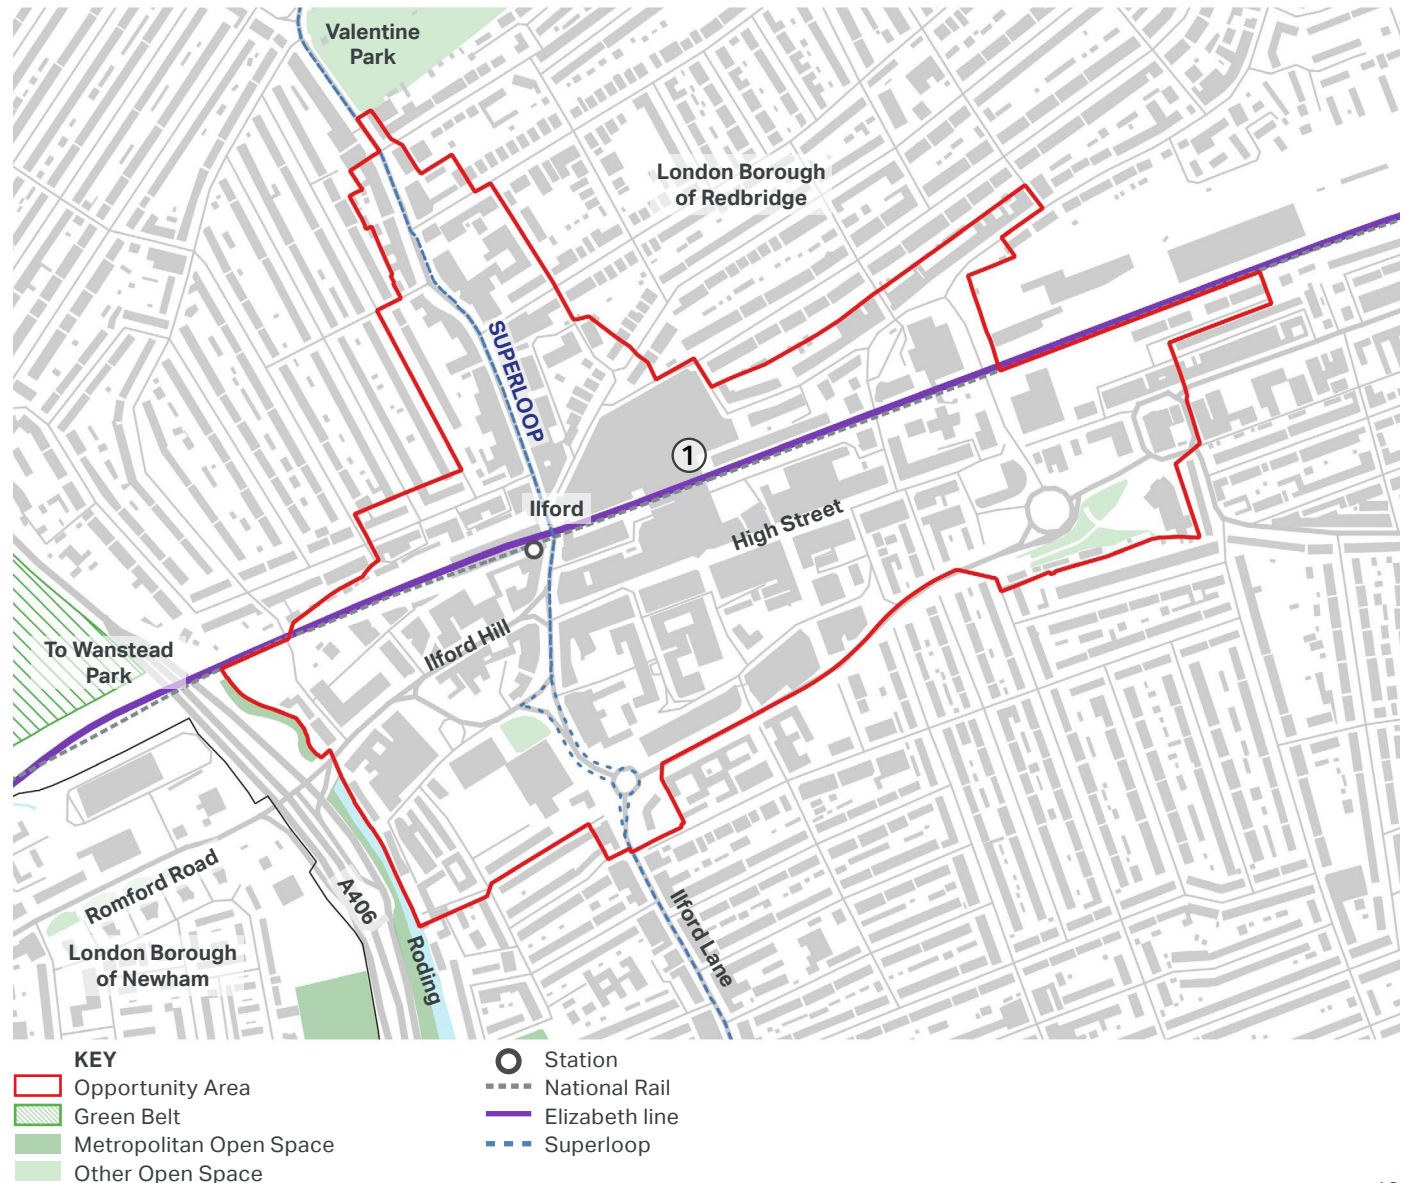 Valentine
Park
London Borough
of Redbridge
SUPERLOOP
1
Ilford
High Street
Ilford Hill
To Wanstead
Park
Romford Road
A406
London Borough
of Newham
Roding
Ilford Lane
KEY
Opportunity Area
Green Belt
Metropolitan Open Space
Other Open Space
Station
National Rail
Elizabeth line
Superloop